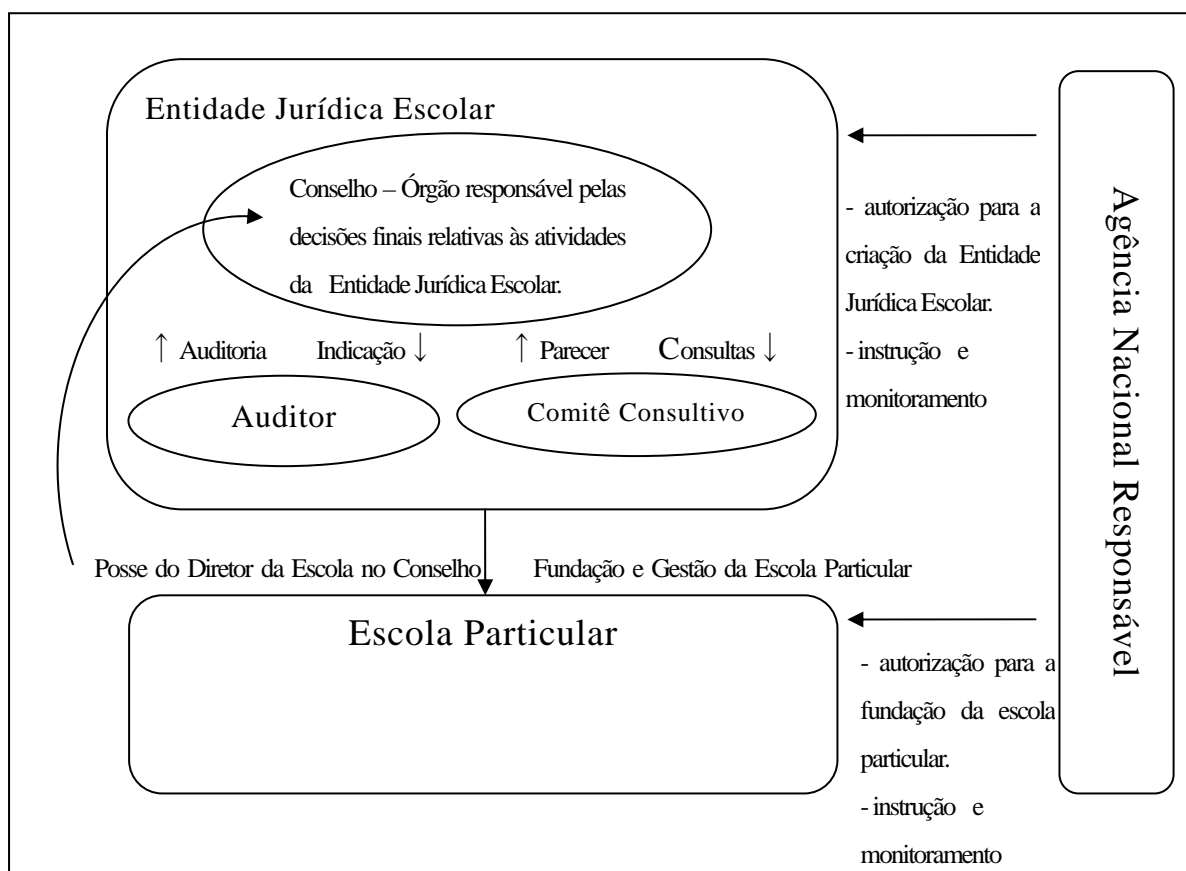 Entidade Jurídica Escolar
Conselho – Órgão responsável pelas
decisões finais relativas às atividades
da Entidade Jurídica Escolar.
↑ Auditoria Indicação ↓ ↑ Parecer Consultas ↓
Auditor Comitê Consultivo
- autorização para a
criação da Entidade
Jurídica Escolar.
- instrução e
monitoramento
Agência Nacional Responsável
Posse do Diretor da Escola no Conselho Fundação e Gestão da Escola Particular
Escola Particular
- autorização para a
fundação da escola
particular.
- instrução e
monitoramento